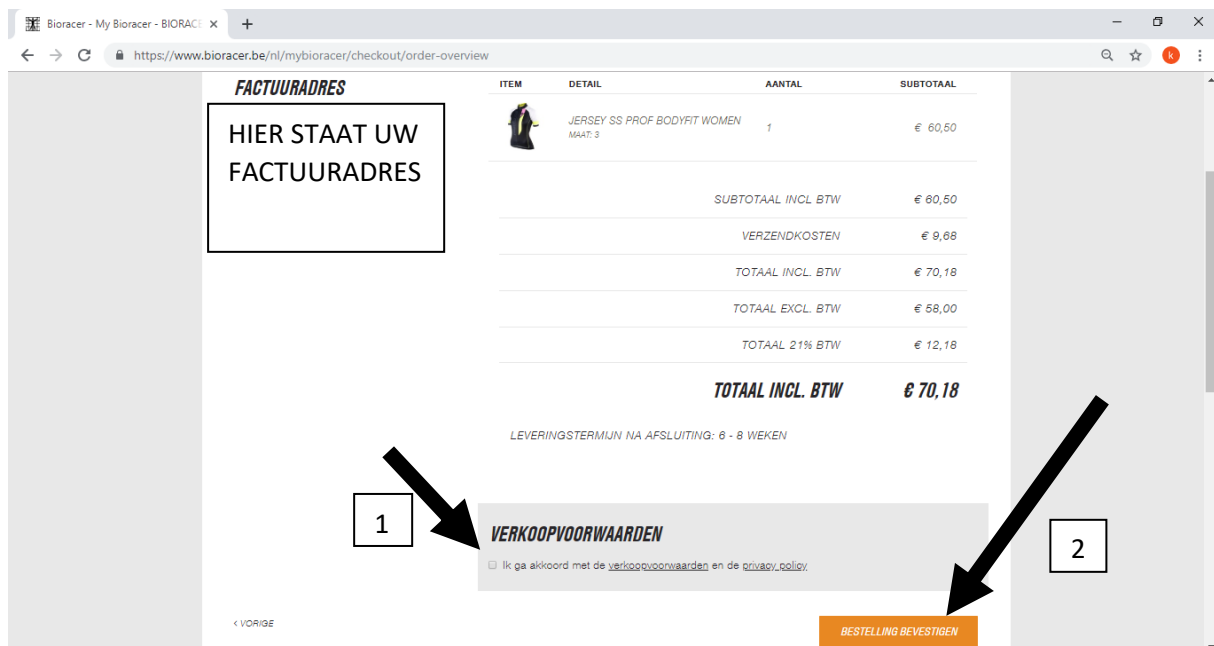 Bioracer - My Bioracer - BIORACE
https://www.bioracer.be/nl/mybioracer/checkout/order-overview
k
FACTUURADRES
HIER STAAT UW
FACTUURADRES
ITEM DETAIL AANTAL SUBTOTAAL
JERSEY SS PROF BODYFIT WOMEN 1 € 60,50
MAAT: 3
SUBTOTAAL INCL BTW € 60,50
VERZENDKOSTEN € 9,68
TOTAAL INCL. BTW € 70,18
TOTAAL EXCL. BTW € 58,00
TOTAAL 21% BTW € 12,18
TOTAAL INCL. BTW € 70,18
LEVERINGSTERMIJN NA AFSLUITING: 6 - 8 WEKEN
1
VERKOOPVOORWAARDEN
Ik ga akkoord met de verkoopvoorwaarden en de privacy policy
2
< VORIGE
BESTELLING BEVESTIGEN